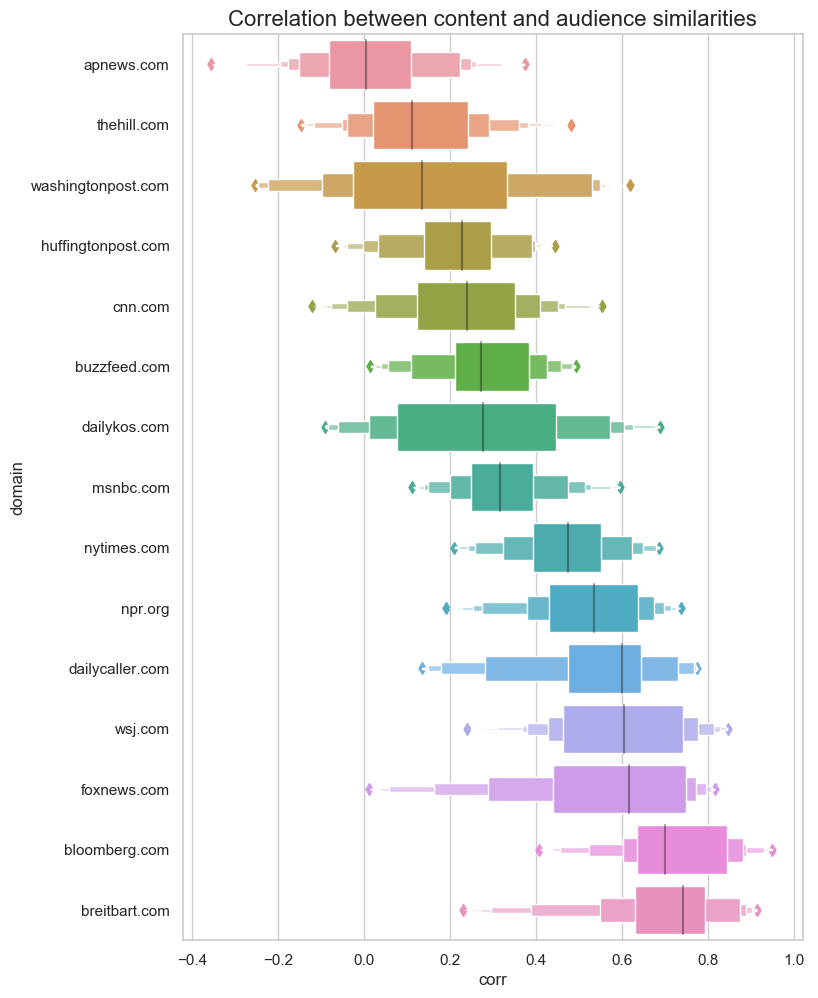 Correlation between content and audience similarities
apnews.com
thehill.com
washingtonpost.com
huffingtonpost.com
cnn.com
buzzfeed.com
dailykos.com
msnbc.com
nytimes.com
npr.org
dailycaller.com
wsj.com
foxnews.com
bloomberg.com
breitbart.com
domain
−0.4 −0.2 0.0 0.2 0.4 0.6 0.8 1.0
corr